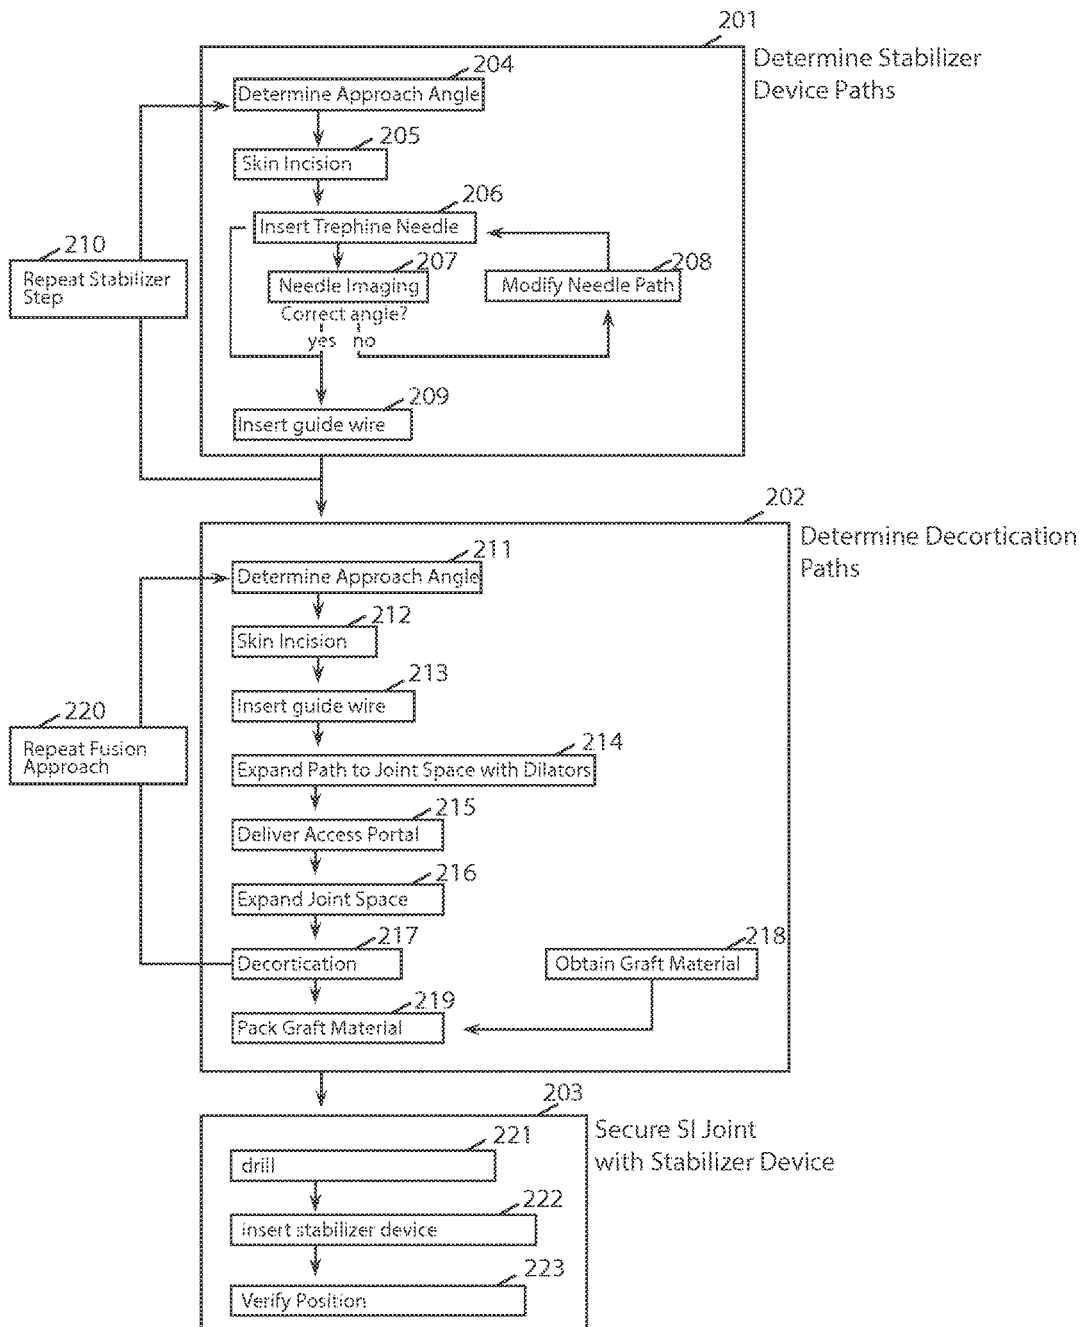 201
Determine Stabilizer
Device Paths
204
Determine Approach Angle
205
Skin Incision
206
Insert Trephine Needle
207
Needle Imaging
Correct angle?
yes no
208
Modify Needle Path
209
Insert guide wire
210
Repeat Stabilizer
Step
202
Determine Decortication
Paths
211
Determine Approach Angle
212
Skin Incision
213
Insert guide wire
214
Expand Path to Joint Space with Dilators
215
Deliver Access Portal
216
Expand Joint Space
217
Decortication
218
Obtain Graft Material
219
Pack Graft Material
220
Repeat Fusion
Approach
203
Secure SI Joint
with Stabilizer Device
221
drill
222
insert stabilizer device
223
Verify Position